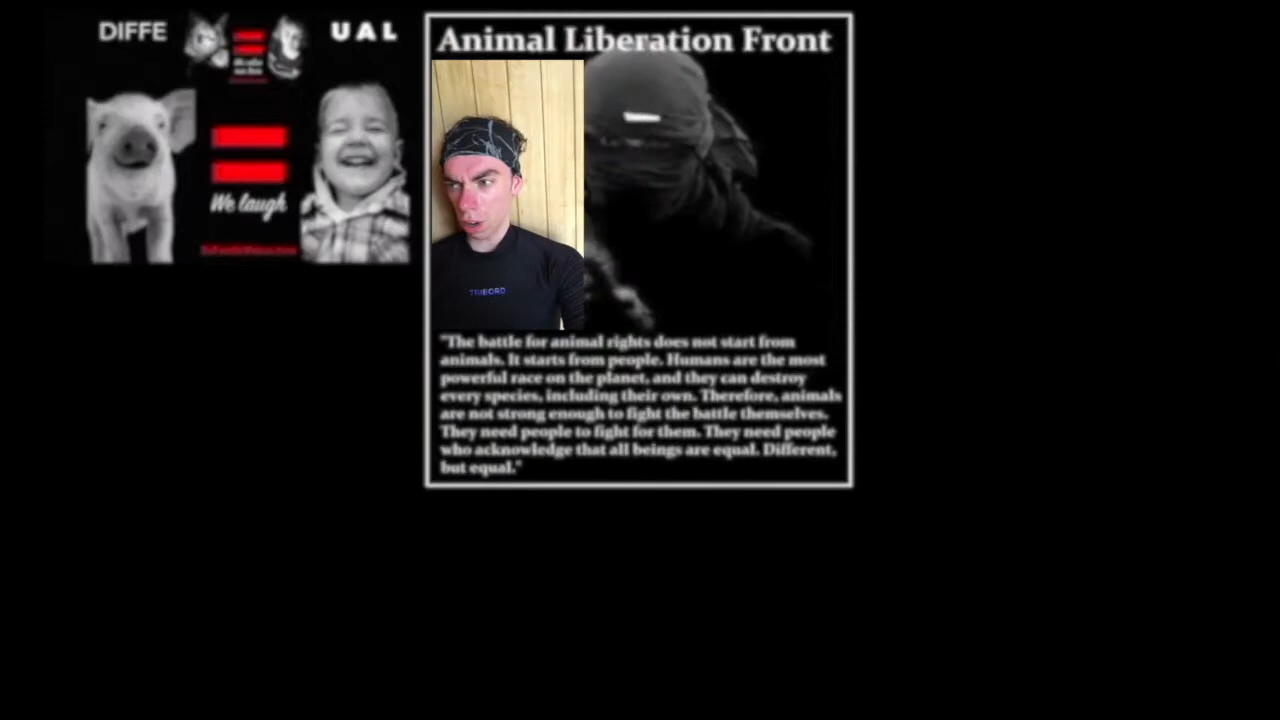 DIFFE
UAL
We laugh
Animal Liberation Front
TRIBORD
"The battle for animal rights does not start from
animals. It starts from people. Humans are the most
powerful race on the planet, and they can destroy
every species, including their own. Therefore, animals
are not strong enough to fight the battle themselves.
They need people to fight for them. They need people
who acknowledge that all beings are equal. Different,
but equal."